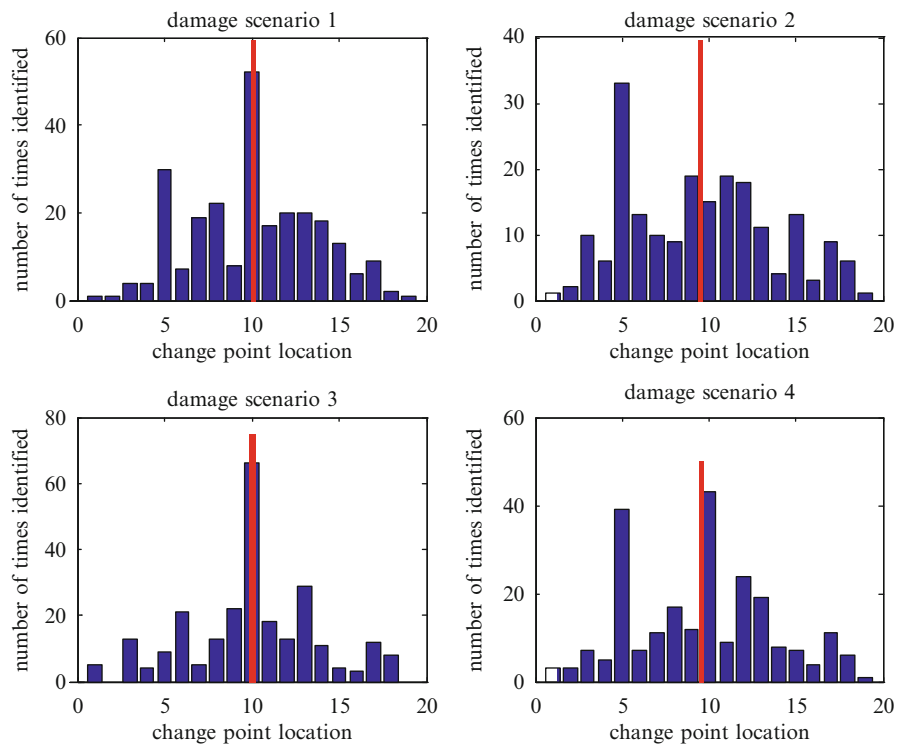 damage scenario 1
60
40
20
0
number of times identified
0 5 10 15 20
change point location
damage scenario 2
40
30
20
10
0
number of times identified
0 5 10 15 20
change point location
damage scenario 3
80
60
40
20
0
number of times identified
0 5 10 15 20
change point location
damage scenario 4
60
40
20
0
number of times identified
0 5 10 15 20
change point location